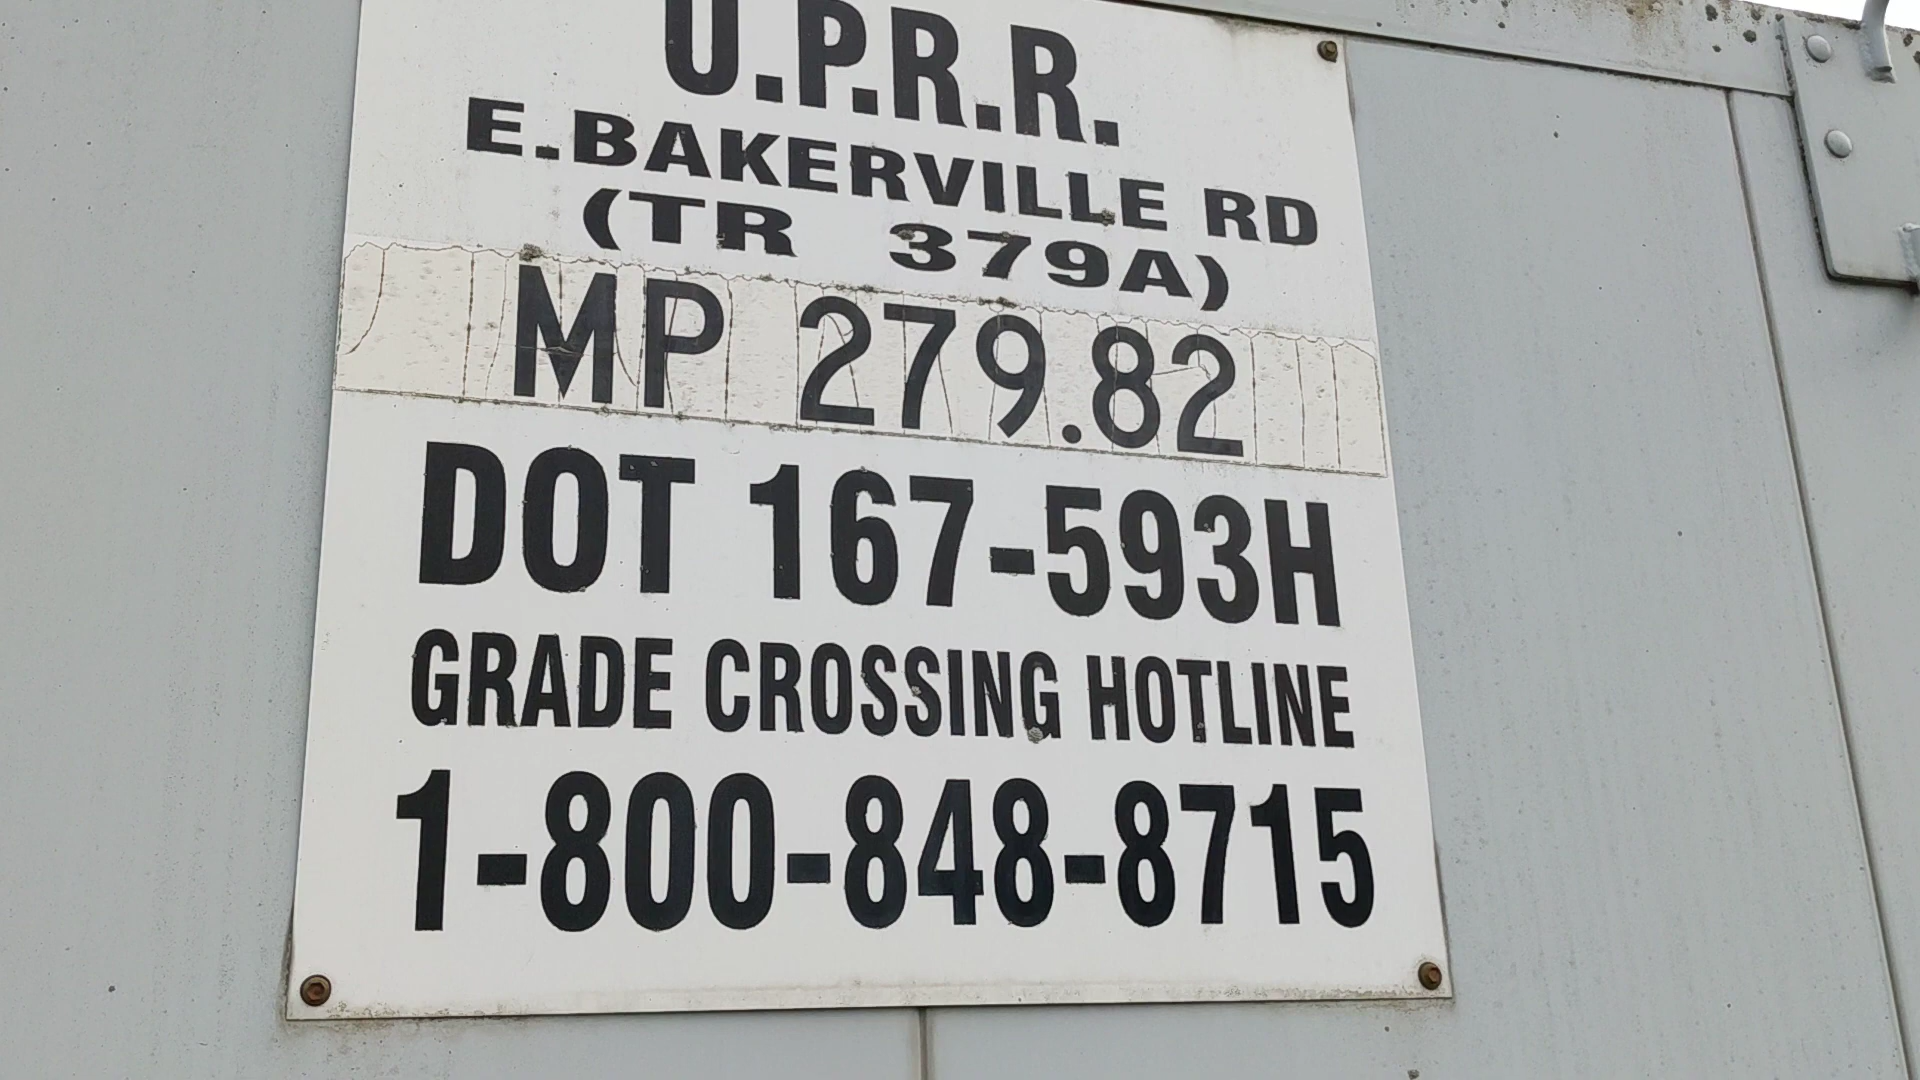 U.P.R.R.
E.BAKERVILLE RD
(TR 379A)
MP 279.82
DOT 167-593H
GRADE CROSSING HOTLINE
1-800-848-8715